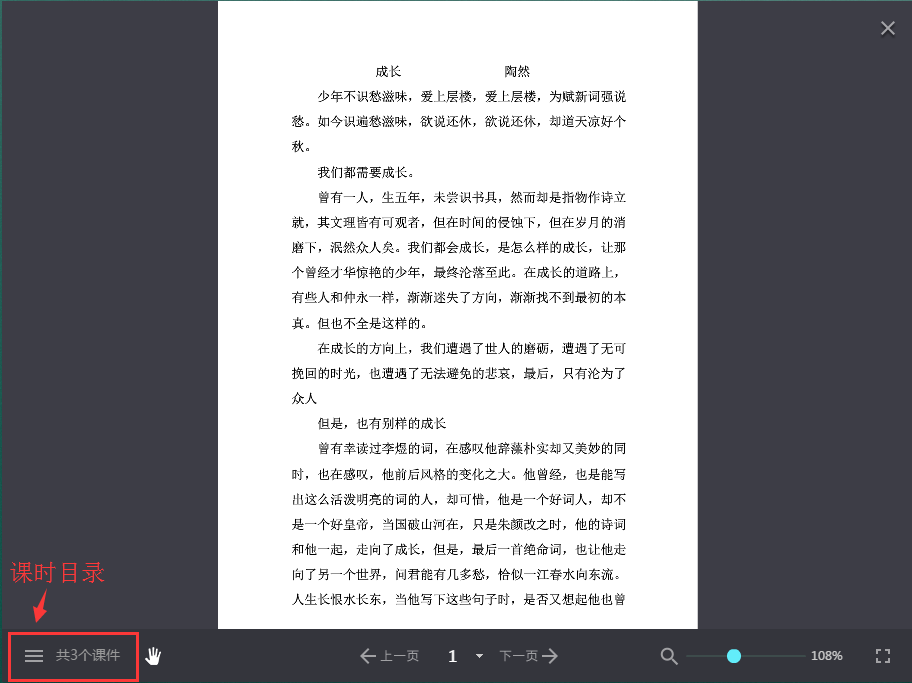 成长 陶然
少年不识愁滋味，爱上层楼，爱上层楼，为赋新词强说
愁。如今识遍愁滋味，欲说还休，欲说还休，却道天凉好个
秋。
我们都需要成长。
曾有一人，生五年，未尝识书具，然而却是指物作诗立
就，其文理皆有可观者，但在时间的侵蚀下，但在岁月的消
磨下，泯然众人矣。我们都会成长，是怎么样的成长，让那
个曾经才华惊艳的少年，最终沦落至此。在成长的道路上，
有些人和仲永一样，渐渐迷失了方向，渐渐找不到最初的本
真。但也不全是这样的。
在成长的方向上，我们遭遇了世人的磨砺，遭遇了无可
挽回的时光，也遭遇了无法避免的悲哀，最后，只有沦为了
众人
但是，也有别样的成长
曾有幸读过李煜的词，在感叹他辞藻朴实却又美妙的同
时，也在感叹，他前后风格的变化之大。他曾经，也是能写
出这么活泼明亮的词的人，却可惜，他是一个好词人，却不
是一个好皇帝，当国破山河在，只是朱颜改之时，他的诗词
和他一起，走向了成长，但是，最后一首绝命词，也让他走
向了另一个世界，问君能有几多愁，恰似一江春水向东流。
人生长恨水长东，当他写下这些句子时，是否又想起他也曾
课时目录
共3个课件 上一页 1 下一页 108%